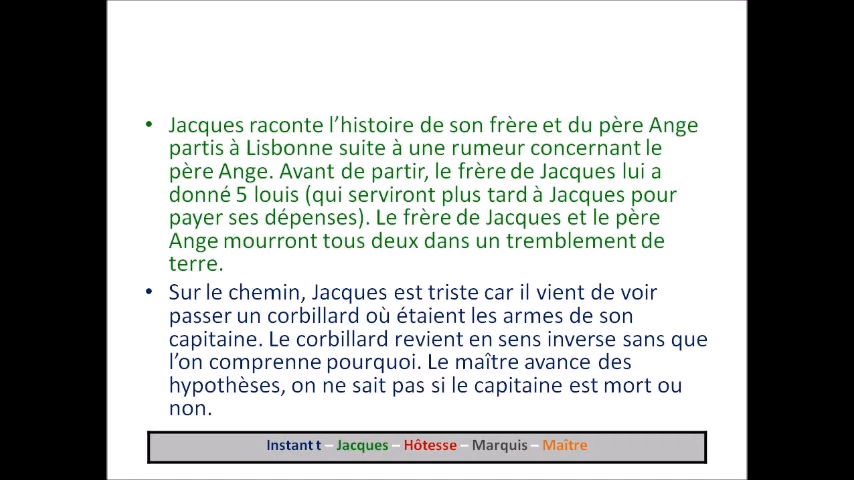 • Jacques raconte l'histoire de son frère et du père Ange
partis à Lisbonne suite à une rumeur concernant le
père Ange. Avant de partir, le frère de Jacques lui a
donné 5 louis (qui serviront plus tard à Jacques pour
payer ses dépenses). Le frère de Jacques et le père
Ange mourront tous deux dans un tremblement de
terre.
• Sur le chemin, Jacques est triste car il vient de voir
passer un corbillard où étaient les armes de son
capitaine. Le corbillard revient en sens inverse sans que
l'on comprenne pourquoi. Le maître avance des
hypothèses, on ne sait pas si le capitaine est mort ou
non.
Instant t – Jacques – Hôtesse – Marquis – Maître